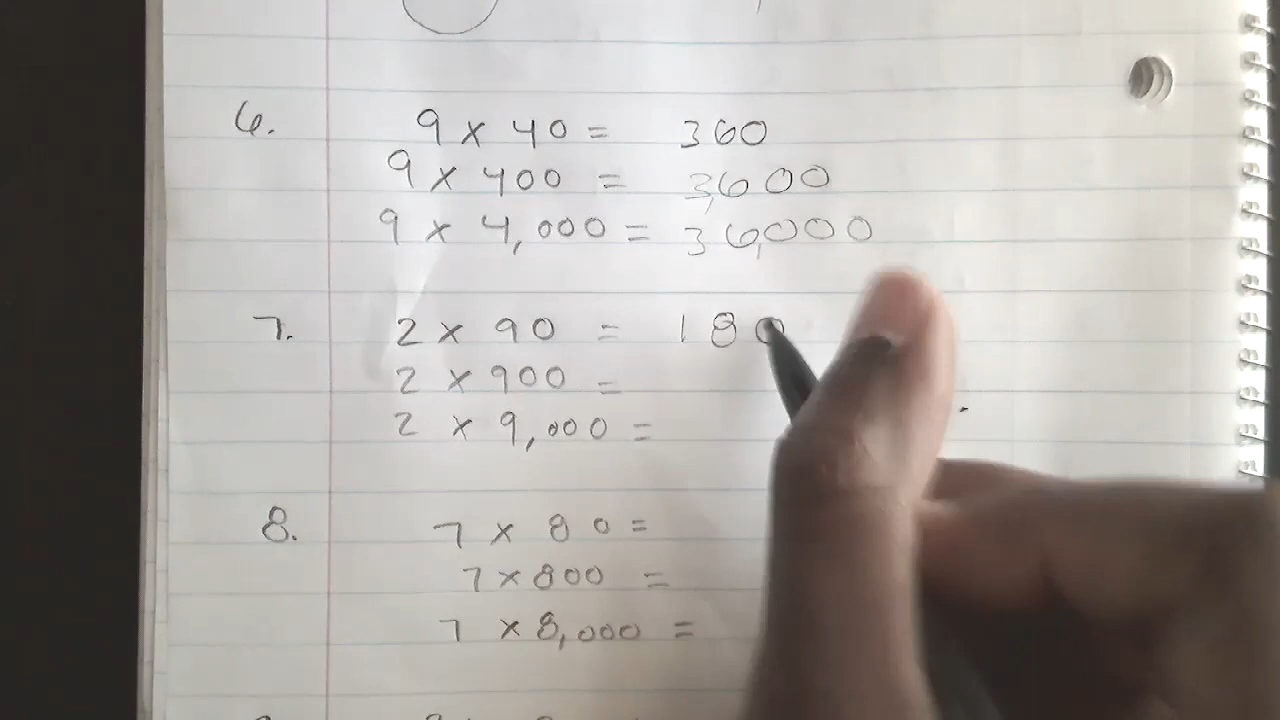 6. 9 x 40 = 360
9 x 400 = 3,600
9 x 4,000 = 36,000
7. 2 x 90 = 180
2 x 900 =
2 x 9,000 =
8. 7 x 80 =
7 x 800 =
7 x 8,000 =